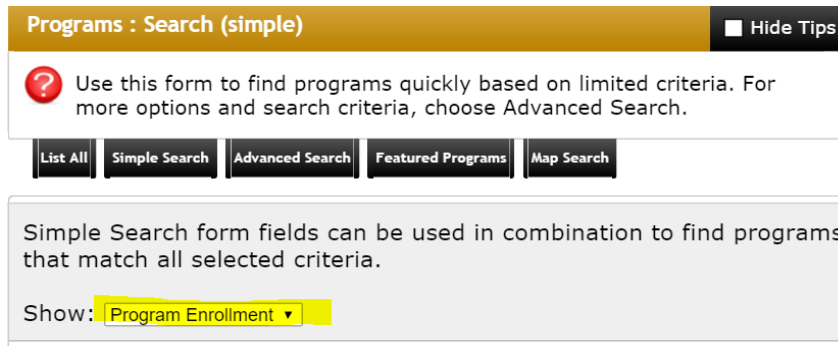 Programs : Search (simple)
Hide Tips
Use this form to find programs quickly based on limited criteria. For
more options and search criteria, choose Advanced Search.
List All Simple Search Advanced Search Featured Programs Map Search
Simple Search form fields can be used in combination to find programs
that match all selected criteria.
Show: Program Enrollment